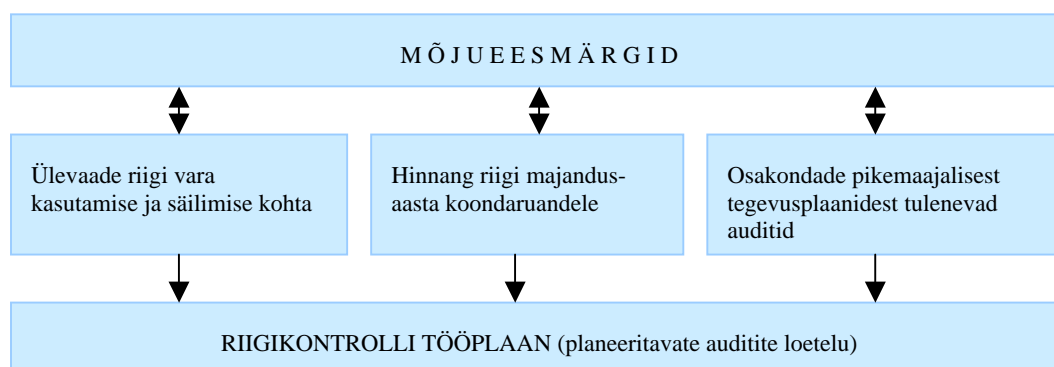 M Õ J U E E S M Ä R G I D
Ülevaade riigi vara
kasutamise ja säilimise kohta
Hinnang riigi majandus-
aasta koondaruandele
Osakondade pikemaajalisest
tegevusplaanidest tulenevad
auditid
RIIGIKONTROLLI TÖÖPLAAN (planeeritavate auditite loetelu)